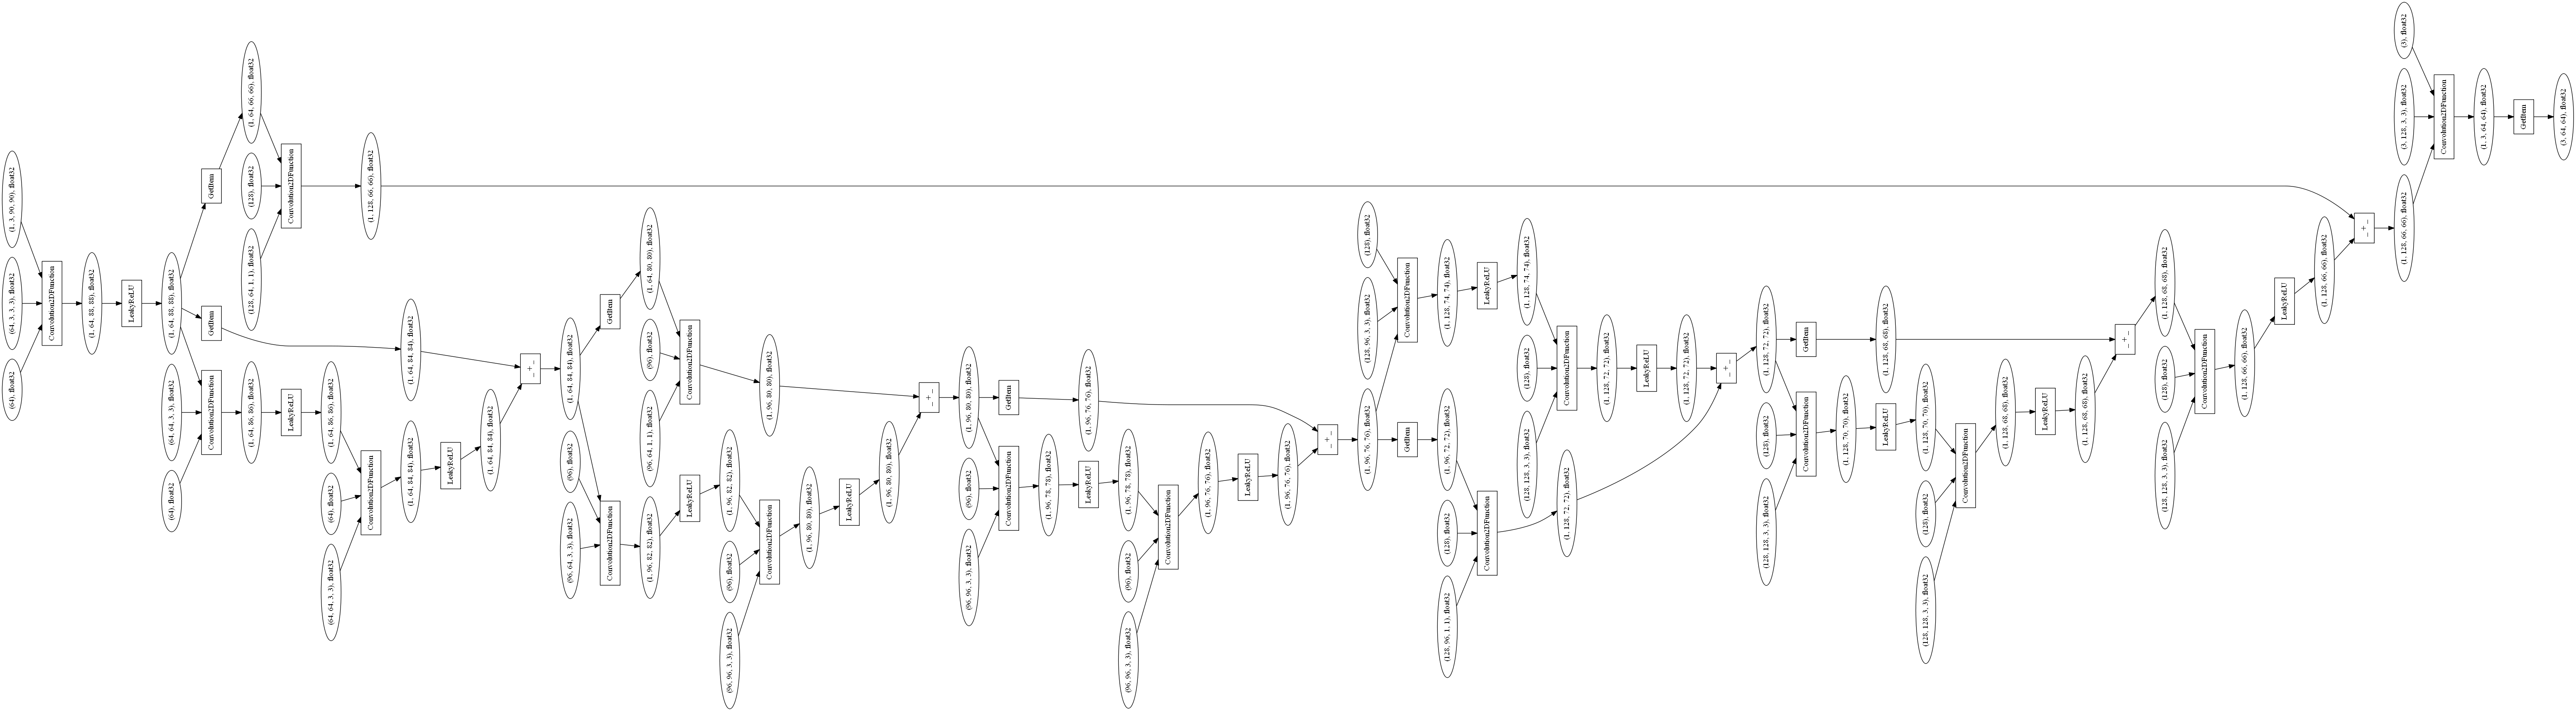 (1, 3, 90, 90), float32
(64, 3, 3, 3), float32
(64), float32
Convolution2DFunction
(1, 64, 88, 88), float32
LeakyReLU
(1, 64, 88, 88), float32
(64, 64, 3, 3), float32
(64), float32
GetItem
GetItem
Convolution2DFunction
(1, 64, 66, 66), float32
(128), float32
(128, 64, 1, 1), float32
(1, 64, 86, 86), float32
Convolution2DFunction
LeakyReLU
(1, 64, 86, 86), float32
(64), float32
(64, 64, 3, 3), float32
(1, 128, 66, 66), float32
Convolution2DFunction
(1, 64, 84, 84), float32
(1, 64, 84, 84), float32
LeakyReLU
(1, 64, 84, 84), float32
_ + _
(1, 64, 84, 84), float32
(96), float32
(96, 64, 3, 3), float32
GetItem
Convolution2DFunction
(1, 64, 80, 80), float32
(96), float32
(96, 64, 1, 1), float32
(1, 96, 82, 82), float32
Convolution2DFunction
LeakyReLU
(1, 96, 82, 82), float32
(96), float32
(96, 96, 3, 3), float32
(1, 96, 80, 80), float32
Convolution2DFunction
(1, 96, 80, 80), float32
LeakyReLU
(1, 96, 80, 80), float32
_ + _
(1, 96, 80, 80), float32
(96), float32
(96, 96, 3, 3), float32
GetItem
Convolution2DFunction
(1, 96, 78, 78), float32
(1, 96, 76, 76), float32
LeakyReLU
(1, 96, 78, 78), float32
(96), float32
(96, 96, 3, 3), float32
Convolution2DFunction
(1, 96, 76, 76), float32
LeakyReLU
(1, 96, 76, 76), float32
_ + _
(128), float32
(128, 96, 3, 3), float32
(1, 96, 76, 76), float32
Convolution2DFunction
GetItem
(1, 128, 74, 74), float32
(1, 96, 72, 72), float32
(128), float32
(128, 96, 1, 1), float32
LeakyReLU
Convolution2DFunction
(1, 128, 74, 74), float32
(128), float32
(128, 128, 3, 3), float32
Convolution2DFunction
(1, 128, 72, 72), float32
(1, 128, 72, 72), float32
LeakyReLU
(1, 128, 72, 72), float32
_ + _
(1, 128, 72, 72), float32
(128), float32
(128, 128, 3, 3), float32
GetItem
Convolution2DFunction
(1, 128, 70, 70), float32
(1, 128, 68, 68), float32
LeakyReLU
(1, 128, 70, 70), float32
(128), float32
(128, 128, 3, 3), float32
Convolution2DFunction
(1, 128, 68, 68), float32
LeakyReLU
(1, 128, 68, 68), float32
_ + _
(1, 128, 68, 68), float32
(128), float32
(128, 128, 3, 3), float32
Convolution2DFunction
(1, 128, 66, 66), float32
LeakyReLU
(1, 128, 66, 66), float32
_ + _
(3), float32
(3, 128, 3, 3), float32
(1, 128, 66, 66), float32
Convolution2DFunction
(1, 3, 64, 64), float32
GetItem
(3, 64, 64), float32